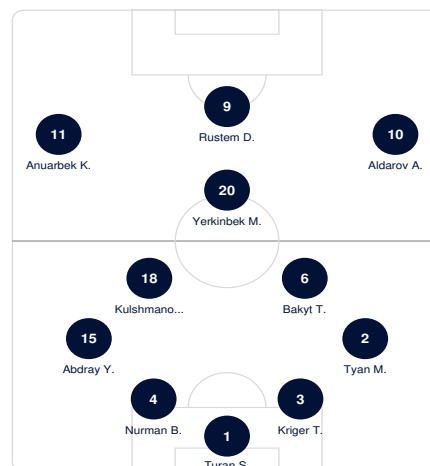 9
Rustem D.
11
Anuarbek K.
10
Aldarov A.
20
Yerkinbek M.
18
Kulshmano...
6
Bakyt T.
15
Abdray Y.
2
Tyan M.
4
Nurman B.
3
Kriger T.
1
Turan S.